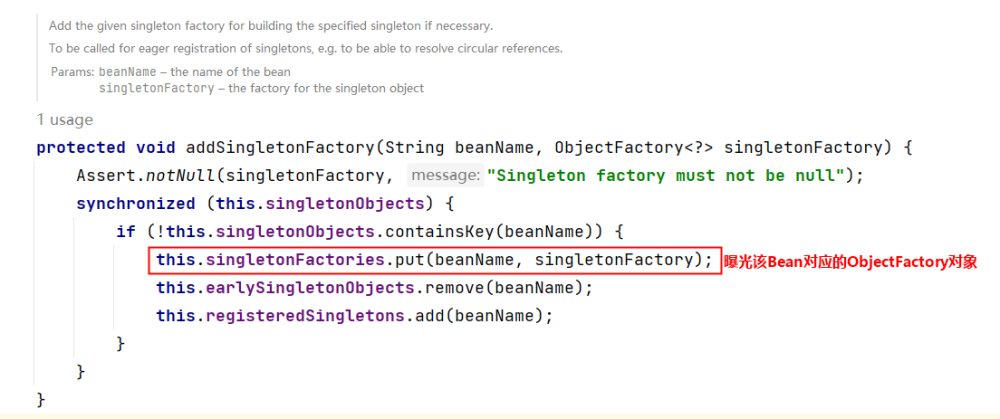 Add the given singleton factory for building the specified singleton if necessary.
To be called for eager registration of singletons, e.g. to be able to resolve circular references.
Params: beanName – the name of the bean
singletonFactory – the factory for the singleton object
1 usage
protected void addSingletonFactory(String beanName, ObjectFactory<?> singletonFactory) {
Assert.notNull(singletonFactory, message: "Singleton factory must not be null");
synchronized (this.singletonObjects) {
if (!this.singletonObjects.containsKey(beanName)) {
this.singletonFactories.put(beanName, singletonFactory); 曝光该Bean对应的ObjectFactory对象
this.earlySingletonObjects.remove(beanName);
this.registeredSingletons.add(beanName);
}
}
}